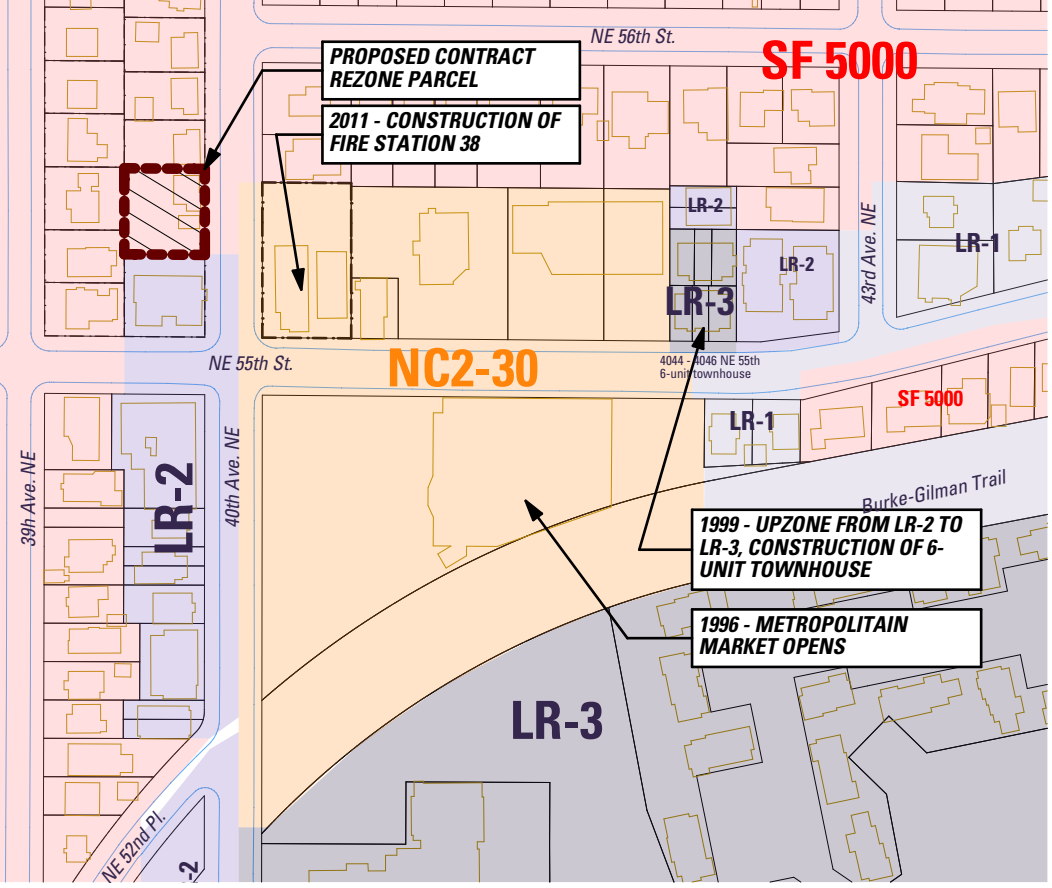 NE 56th St.
SF 5000
PROPOSED CONTRACT
REZONE PARCEL
2011 - CONSTRUCTION OF
FIRE STATION 38
LR-2
LR-2
LR-1
43rd Ave. NE
LR-3
NE 55th St.
NC2-30
4044 - 4046 NE 55th
6-unit townhouse
SF 5000
LR-1
39h Ave. NE
LR-2
40th Ave. NE
Burke-Gilman Trail
1999 - UPZONE FROM LR-2 TO
LR-3, CONSTRUCTION OF 6-
UNIT TOWNHOUSE
1996 - METROPOLITAIN
MARKET OPENS
LR-3
NE 52nd Pl.
-2